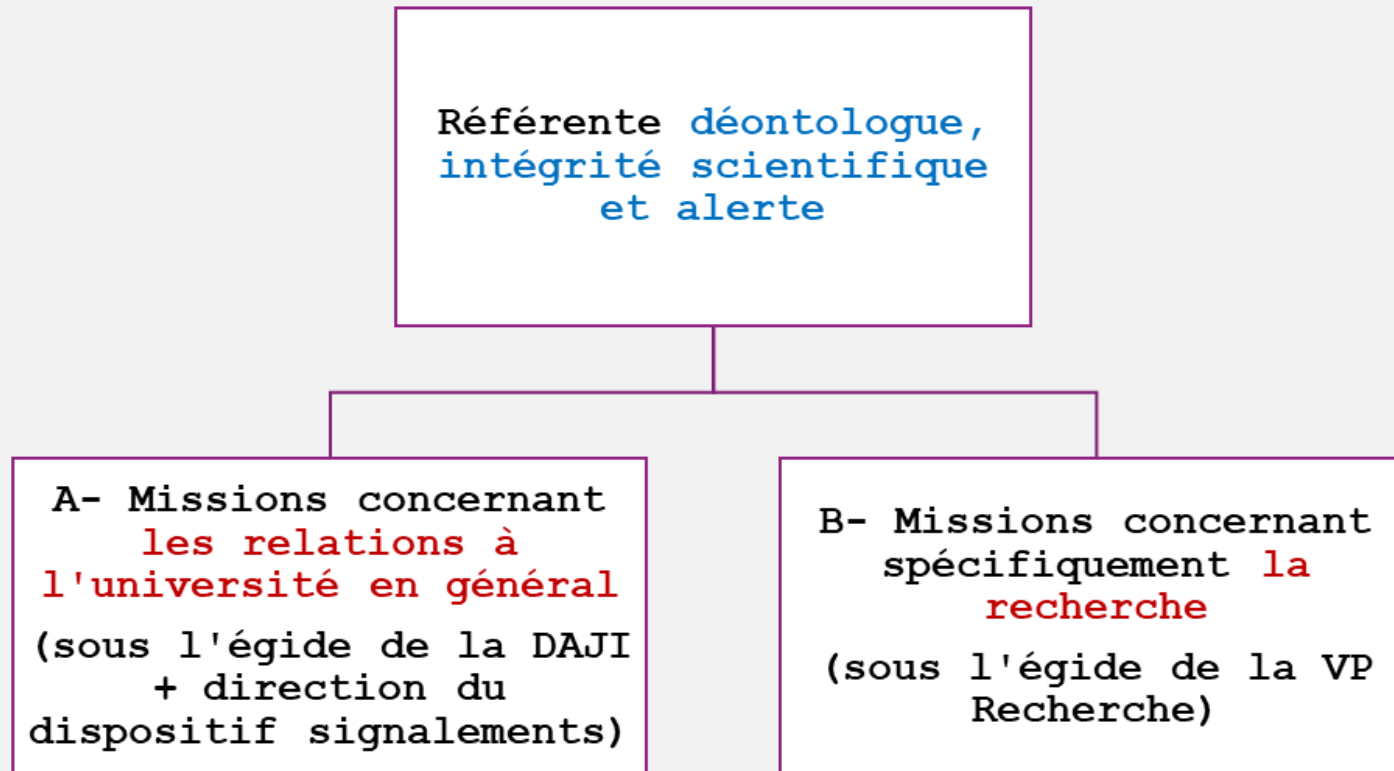 Référente déontologue,
intégrité scientifique
et alerte
A- Missions concernant
les relations à
l'université en général
(sous l'égide de la DAJI
+ direction du
dispositif signalements)
B- Missions concernant
spécifiquement la
recherche
(sous l'égide de la VP
Recherche)